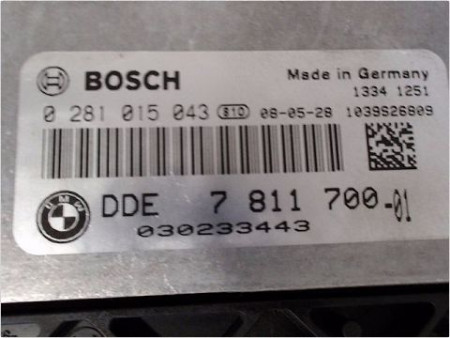 BOSCH
Made in Germany
1334 1251
0 281 015 043 810 08-05-28 1039S26809
BMW
DDE 7 811 700-01
030233443